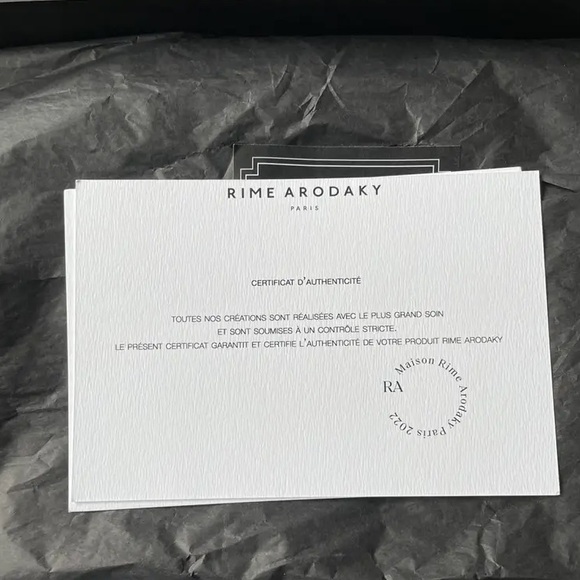 RIME ARODAKY
PARIS
CERTIFICAT D'AUTHENTICITÉ
TOUTES NOS CRÉATIONS SONT RÉALISÉES AVEC LE PLUS GRAND SOIN
ET SONT SOUMISES À UN CONTRÔLE STRICTE.
LE PRÉSENT CERTIFICAT GARANTIT ET CERTIFIE L'AUTHENTICITÉ DE VOTRE PRODUIT RIME ARODAKY
RA
Maison Rime Arodaky Paris 2022